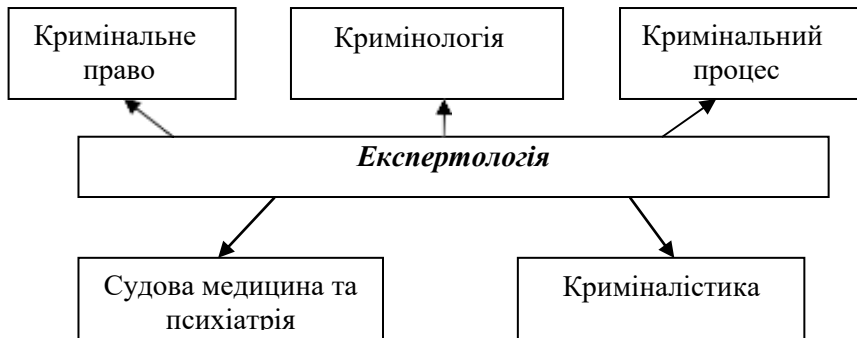 Кримінальне
право
Кримінологія
Кримінальний
процес
Експертологія
Судова медицина та
психіатрія
Криміналістика